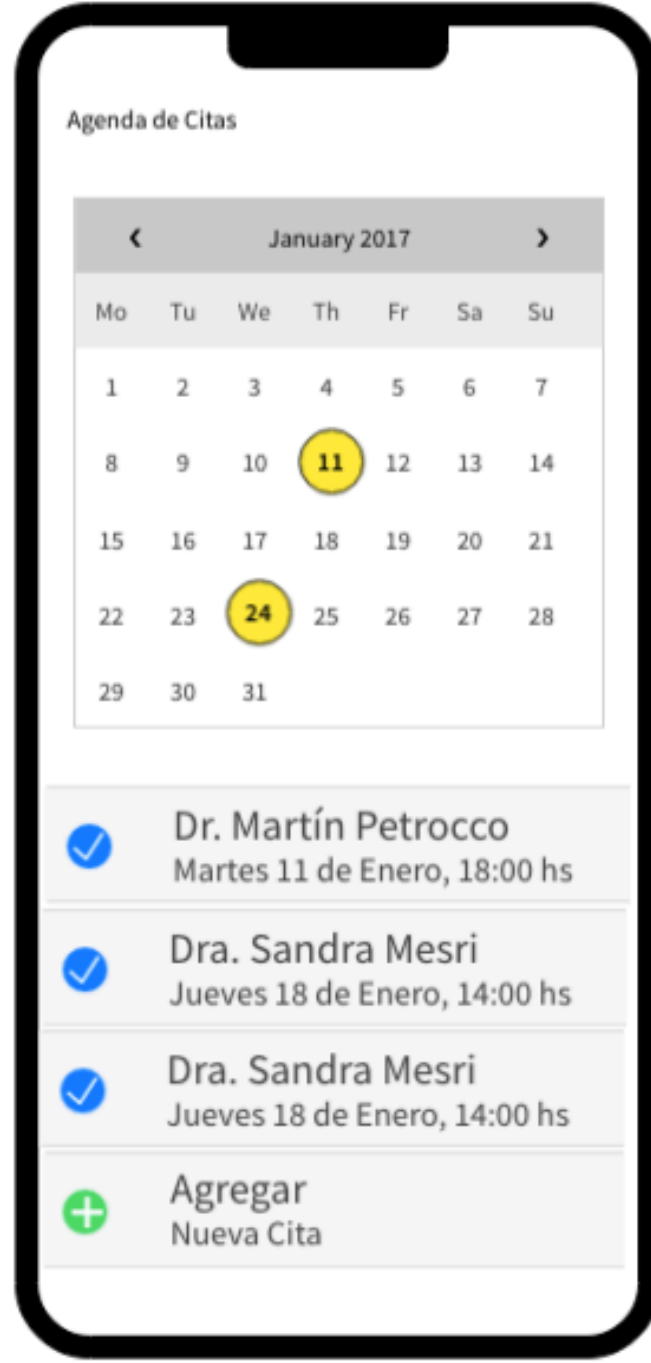 Agenda de Citas
‹ January 2017 ›
Mo Tu We Th Fr Sa Su
1 2 3 4 5 6 7
8 9 10 11 12 13 14
15 16 17 18 19 20 21
22 23 24 25 26 27 28
29 30 31
Dr. Martín Petrocco
Martes 11 de Enero, 18:00 hs
Dra. Sandra Mesri
Jueves 18 de Enero, 14:00 hs
Dra. Sandra Mesri
Jueves 18 de Enero, 14:00 hs
Agregar
Nueva Cita